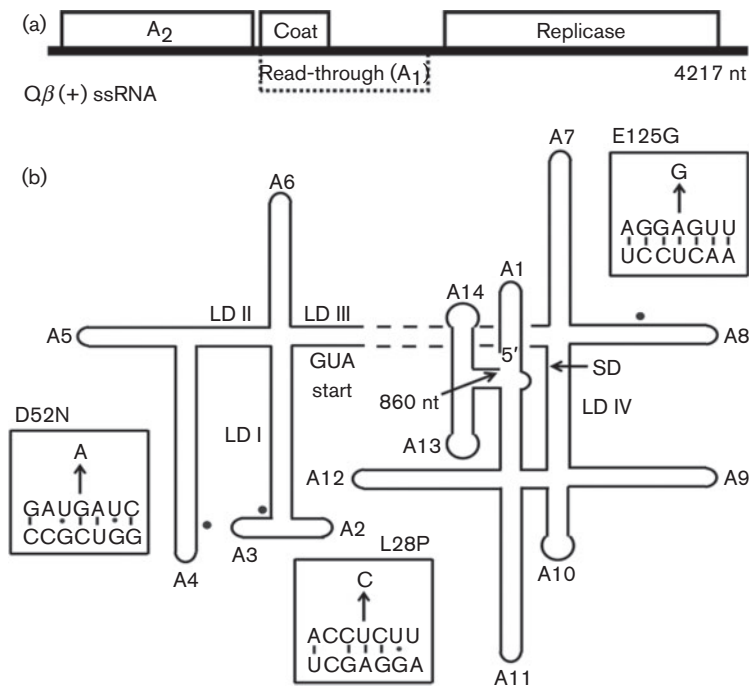 (a)
A2
Coat
Replicase
Read-through (A1)
4217 nt
Qβ (+) ssRNA
(b)
A7
E125G
G
AGGAGUU
UCCUCAA
A6
A1
A14
LD II
LD III
A5
A8
5′
GUA
start
SD
860 nt
D52N
A
GAUGAUC
CCGCUGG
LD I
LD IV
A13
A12
A9
A3
A2
A4
L28P
C
ACCUCUU
UCGAGGA
A10
A11